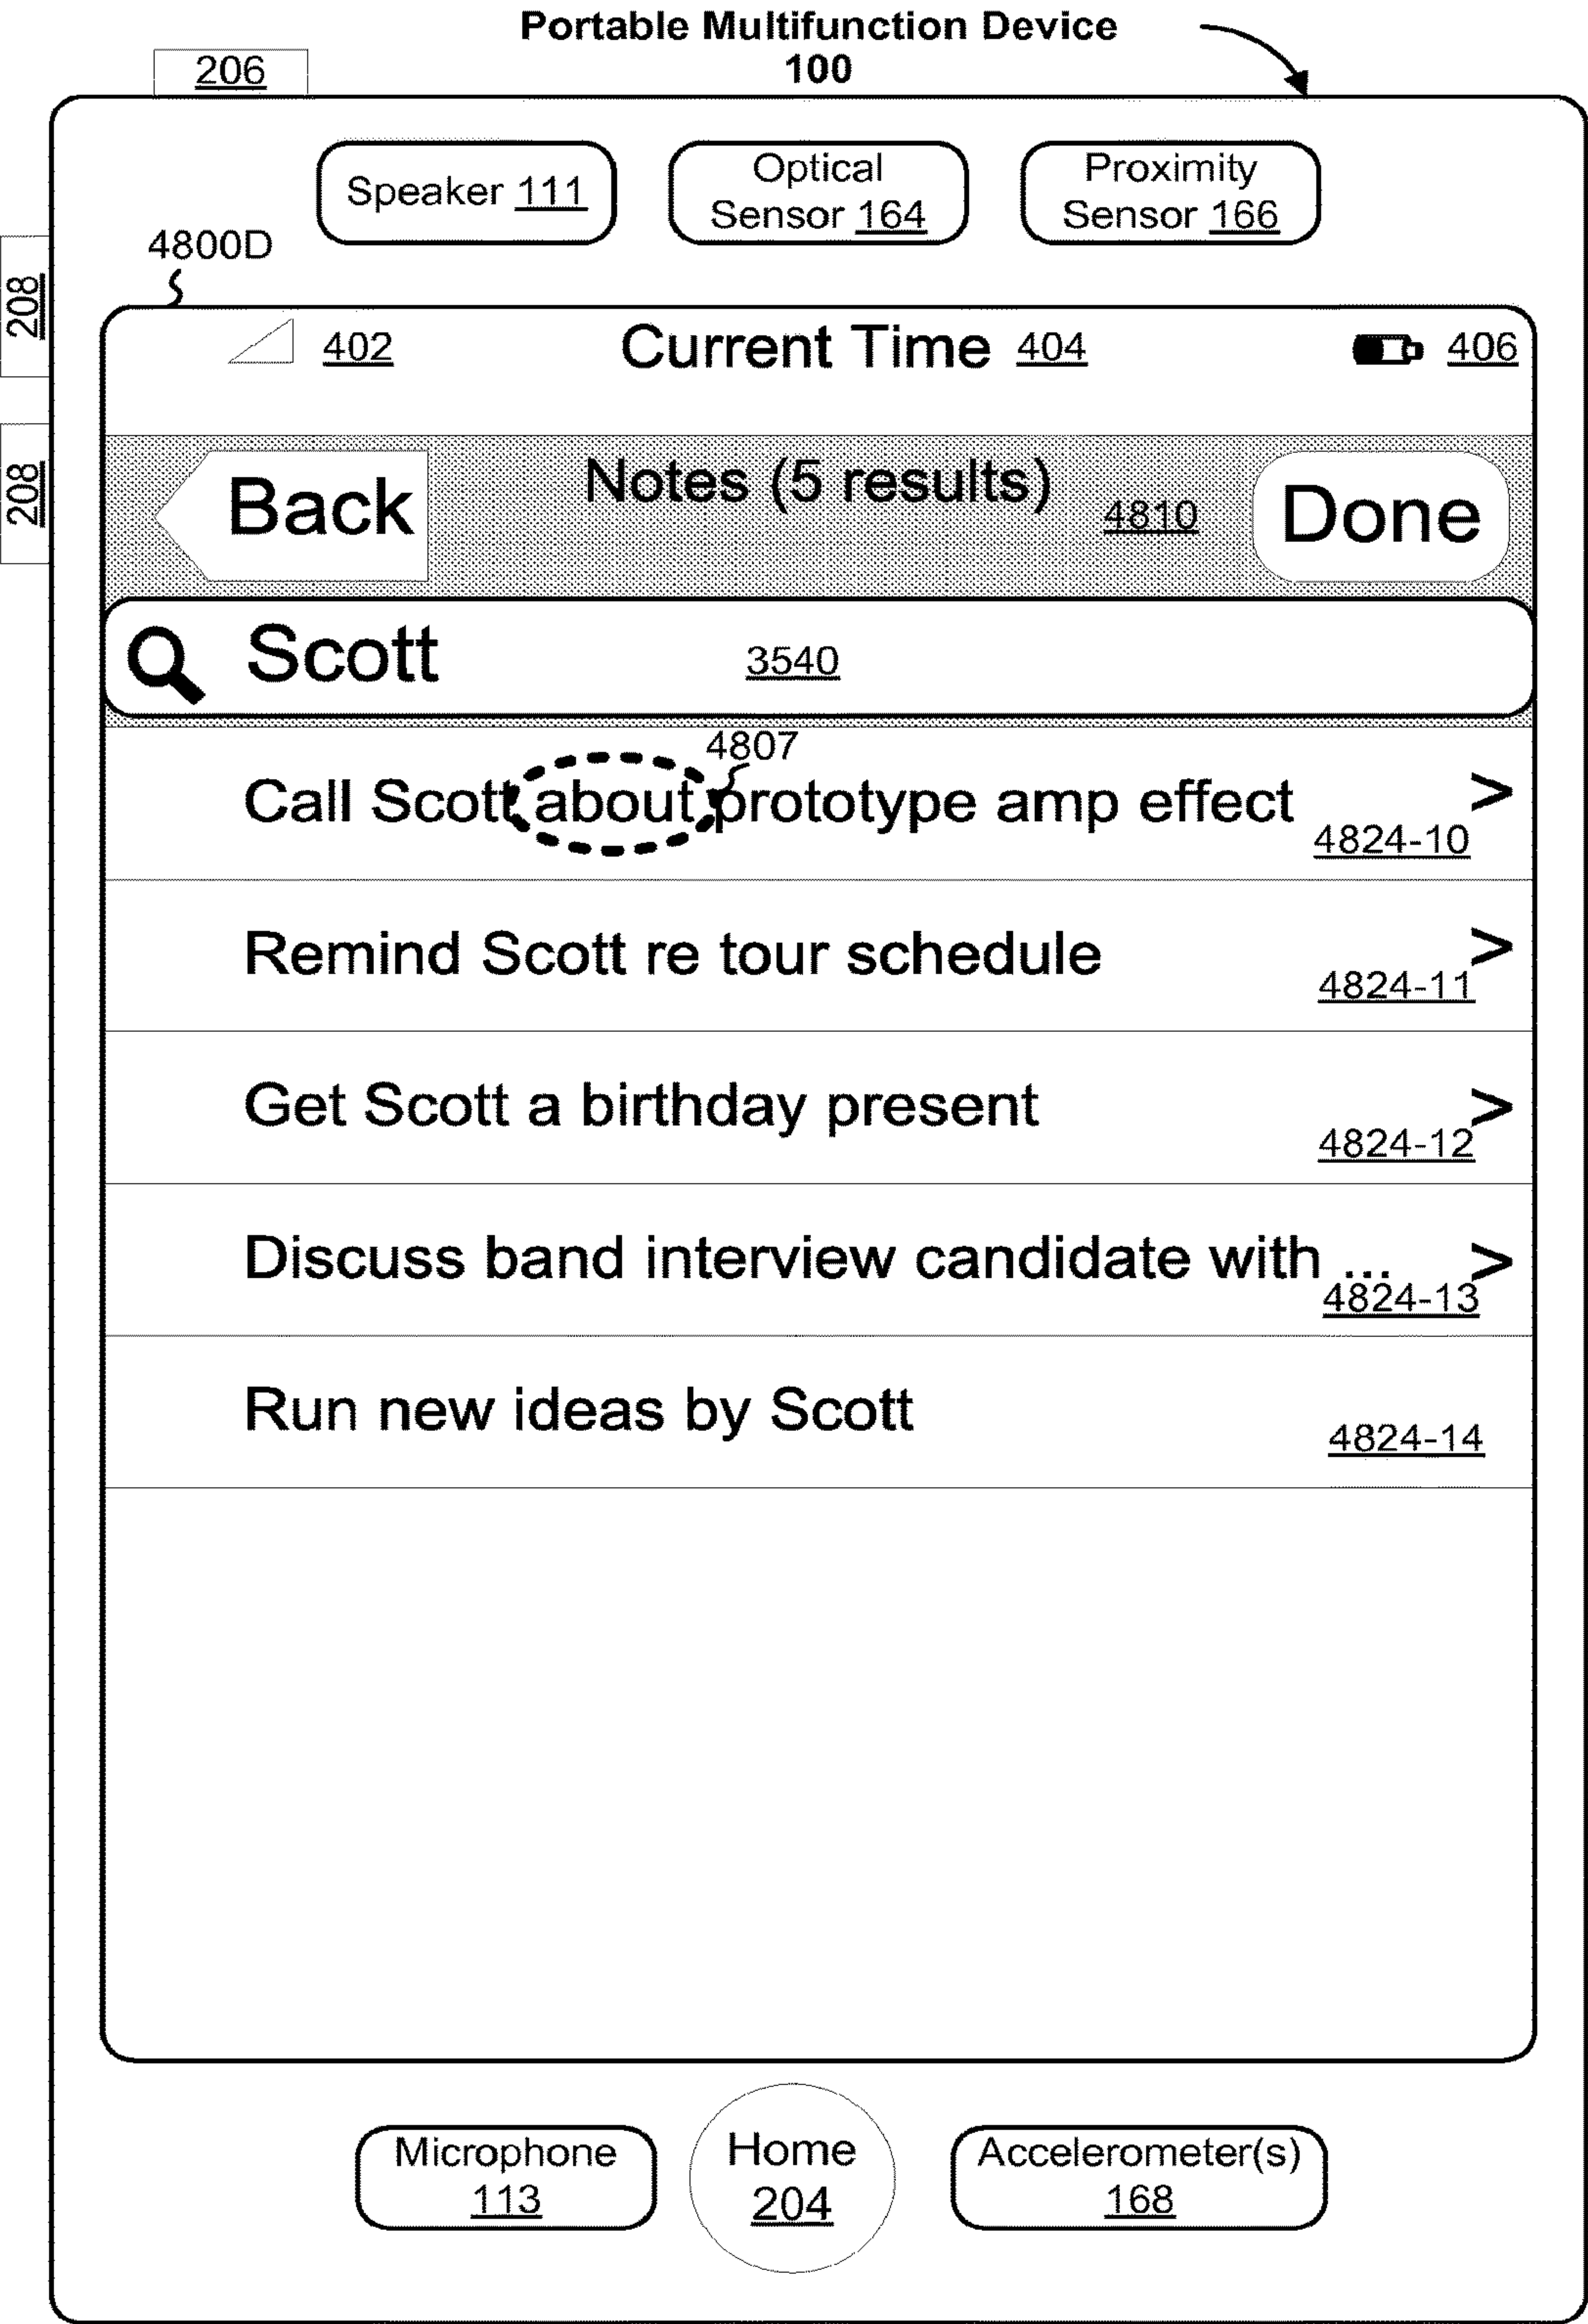 Portable Multifunction Device
100
206
Speaker 111
Optical
Sensor 164
Proximity
Sensor 166
4800D
208
208
402
Current Time 404
406
Back
Notes (5 results)
4810
Done
Scott
3540
4807
Call Scott about prototype amp effect
>
4824-10
Remind Scott re tour schedule
>
4824-11
Get Scott a birthday present
>
4824-12
Discuss band interview candidate with ...
>
4824-13
Run new ideas by Scott
4824-14
Microphone
113
Home
204
Accelerometer(s)
168